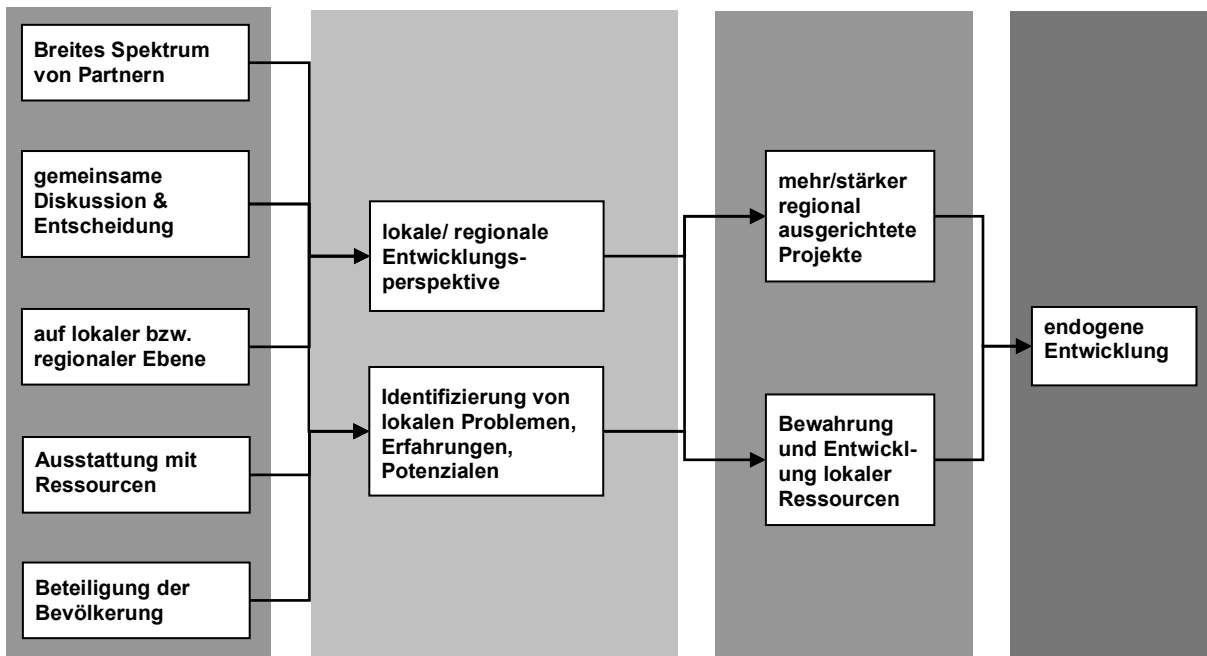 Breites Spektrum
von Partnern
gemeinsame
Diskussion &
Entscheidung
auf lokaler bzw.
regionaler Ebene
Ausstattung mit
Ressourcen
Beteiligung der
Bevölkerung
lokale/ regionale
Entwicklungs-
perspektive
Identifizierung von
lokalen Problemen,
Erfahrungen,
Potenzialen
mehr/stärker
regional
ausgerichtete
Projekte
Bewahrung
und Entwickl-
ung lokaler
Ressourcen
endogene
Entwicklung